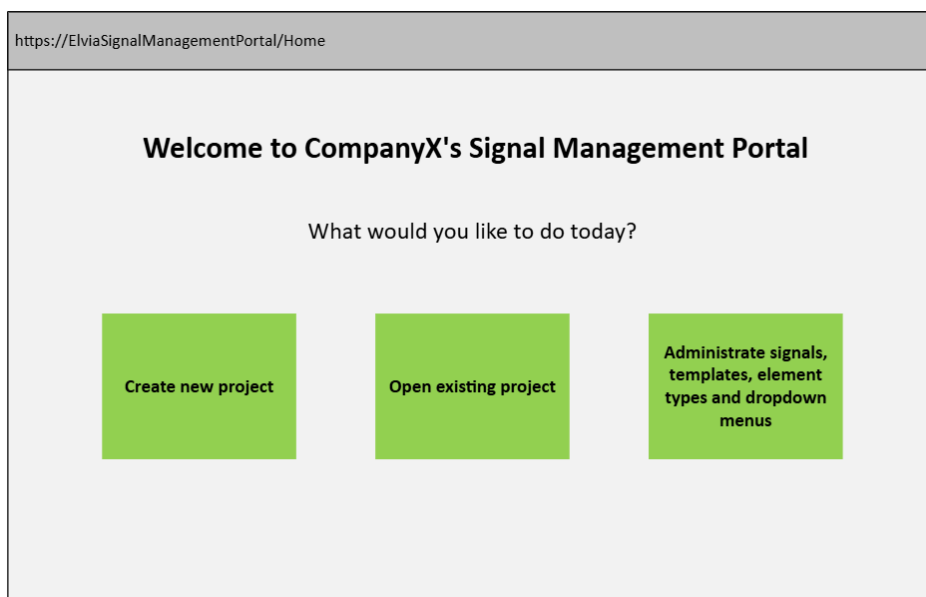 https://ElviaSignalManagementPortal/Home
Welcome to CompanyX's Signal Management Portal
What would you like to do today?
Create new project
Open existing project
Administrate signals,
templates, element
types and dropdown
menus